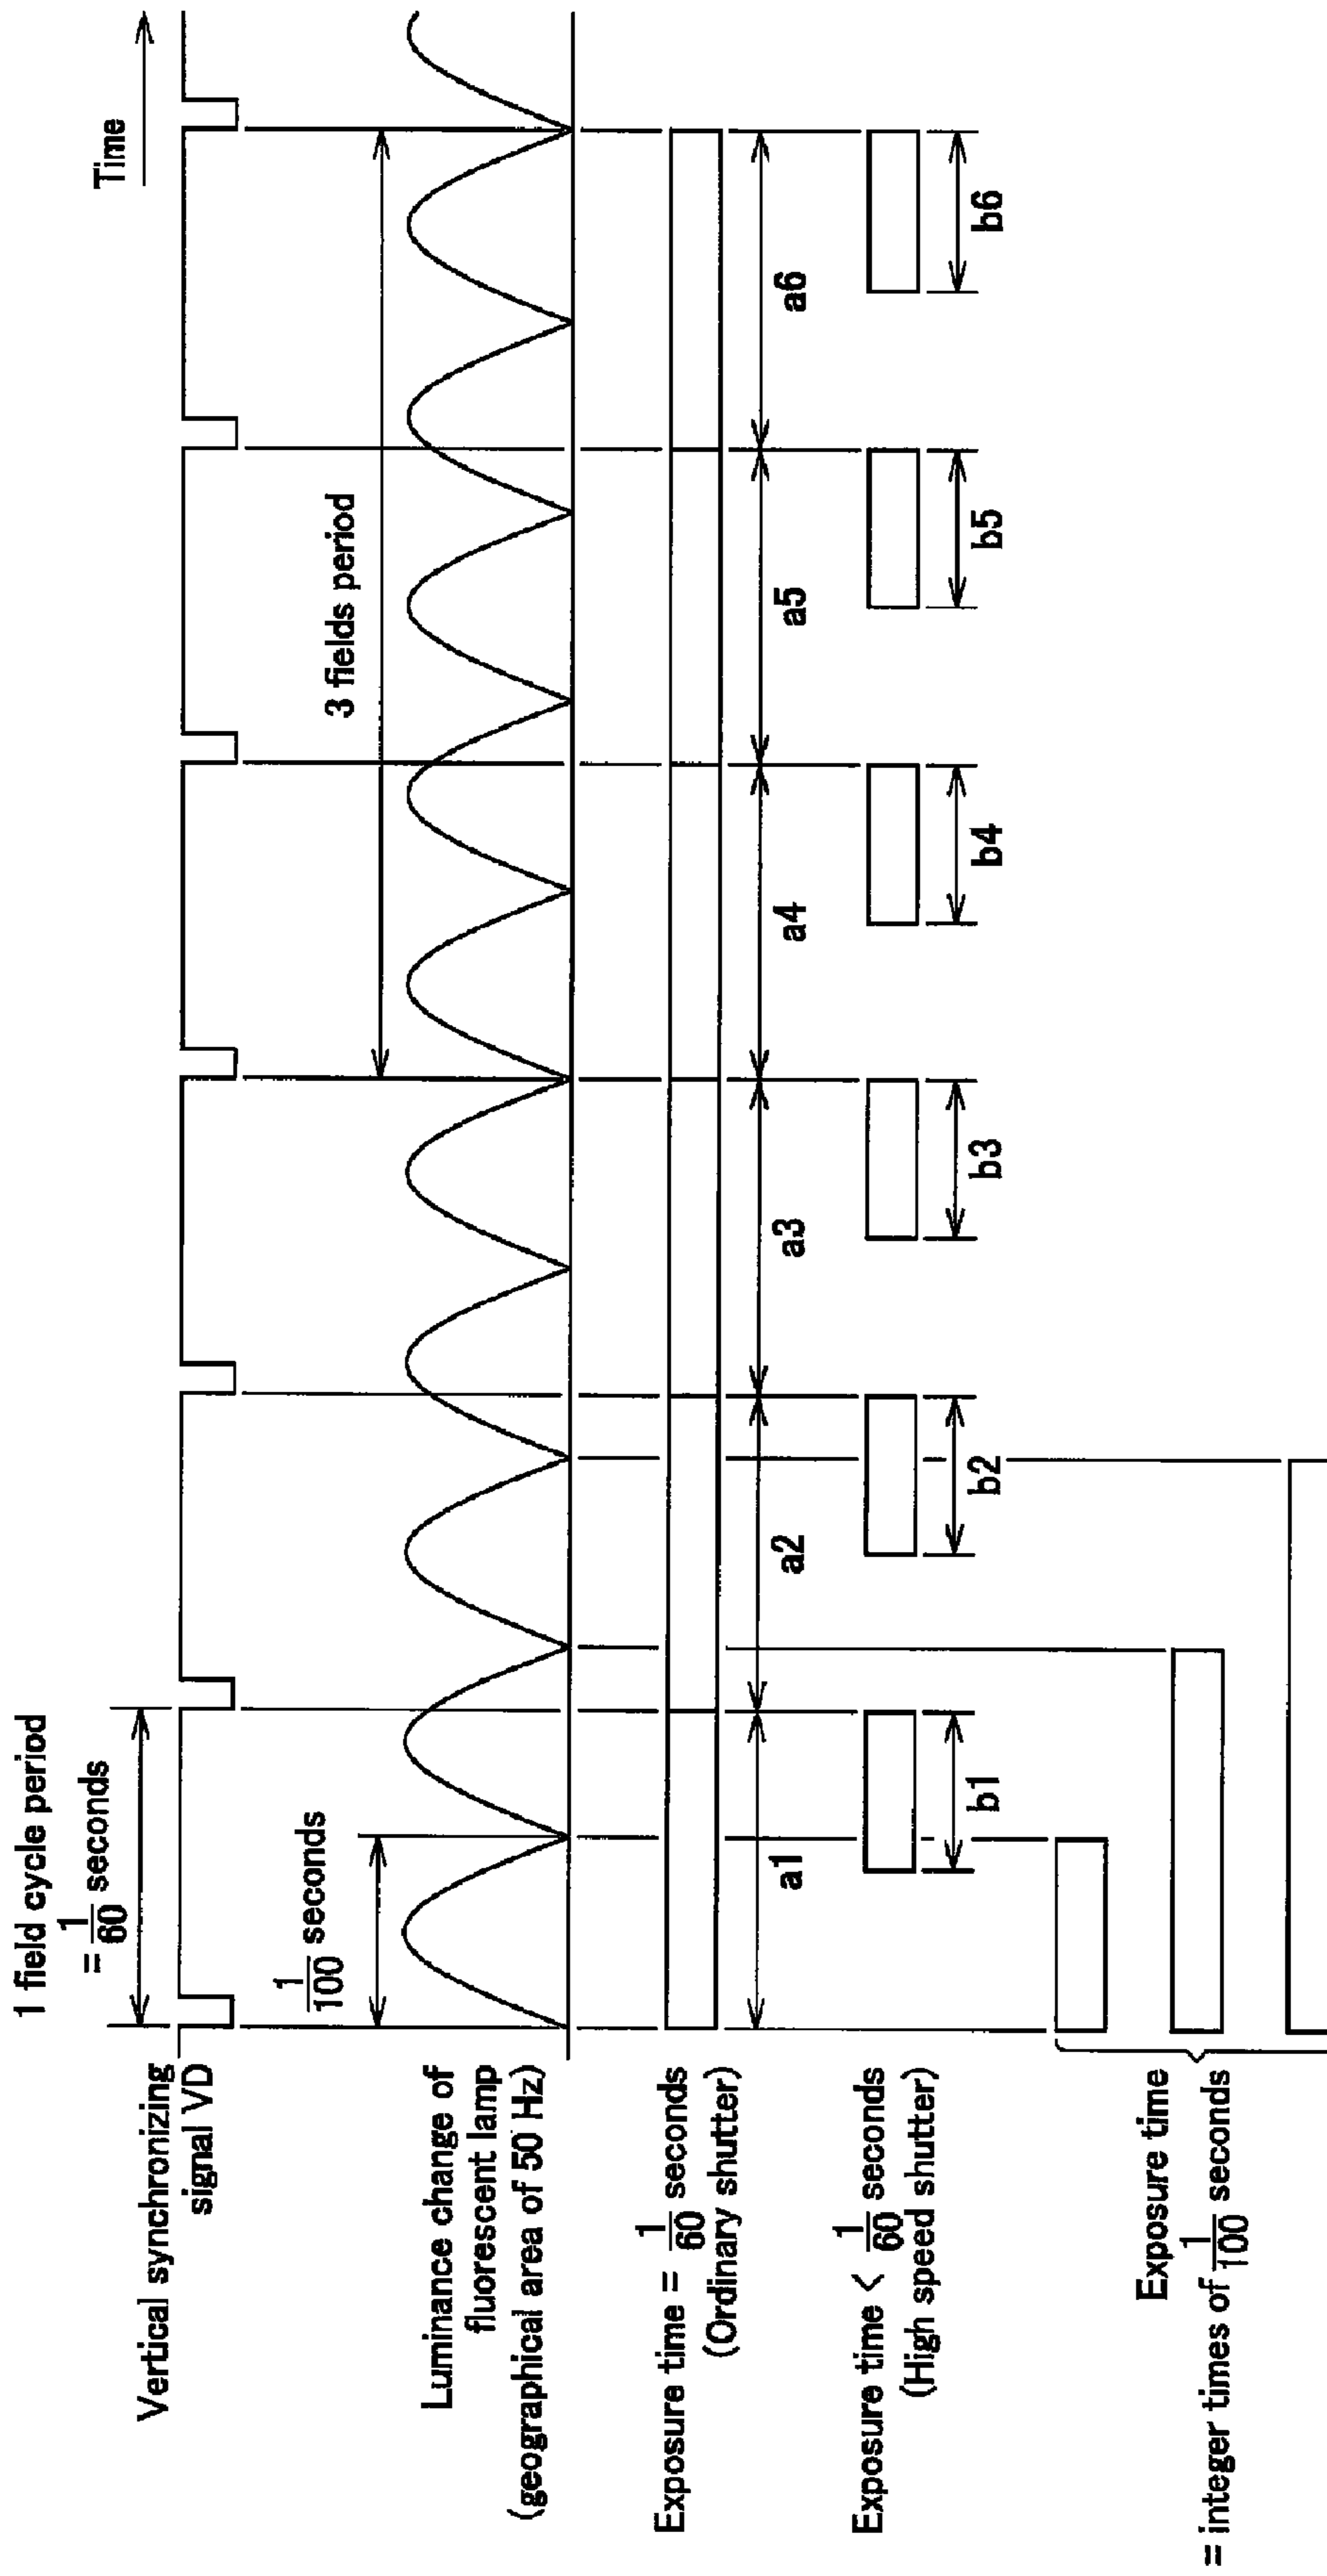 1 field cycle period
= 1/60 seconds
Time
Vertical synchronizing
signal VD
3 fields period
1/100 seconds
Luminance change of
fluorescent lamp
(geographical area of 50 Hz)
Exposure time = 1/60 seconds
(Ordinary shutter)
a1 a2 a3 a4 a5 a6
Exposure time < 1/60 seconds
(High speed shutter)
b1 b2 b3 b4 b5 b6
Exposure time
= integer times of 1/100 seconds